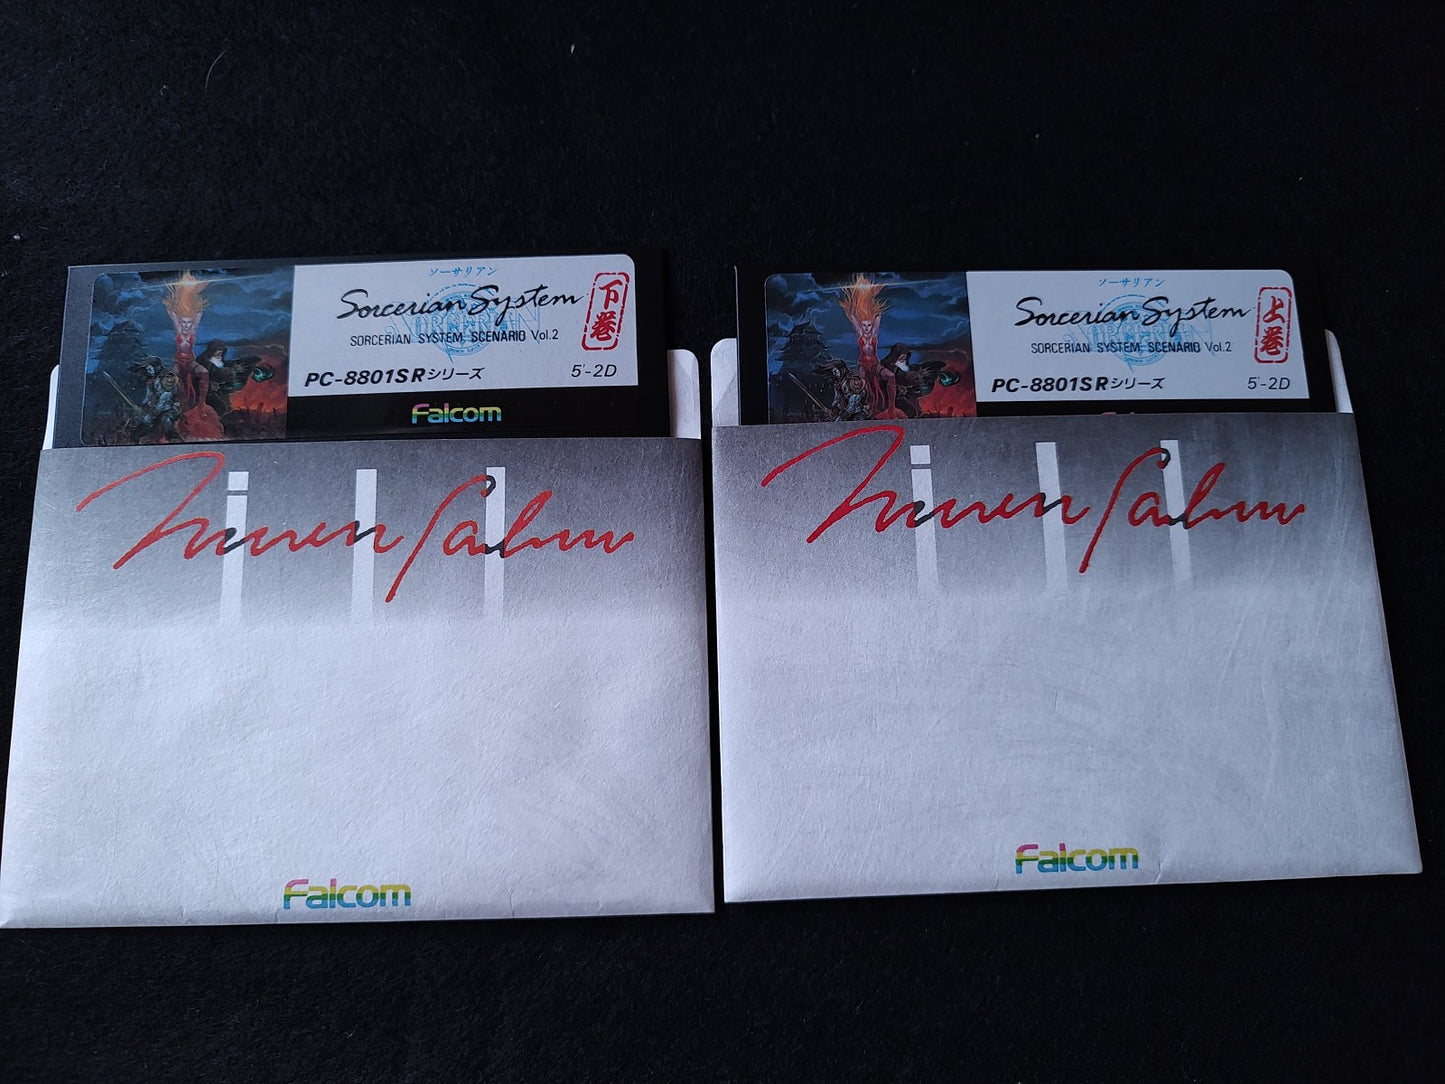 ソーサリアン
Sorcerian System
SORCERIAN
SORCERIAN SYSTEM SCENARIO Vol.2
下巻
PC-8801SRシリーズ
5'-2D
Falcom
Falcom
ソーサリアン
Sorcerian System
SORCERIAN
SORCERIAN SYSTEM SCENARIO Vol.2
上巻
PC-8801SRシリーズ
5'-2D
Falcom
Falcom